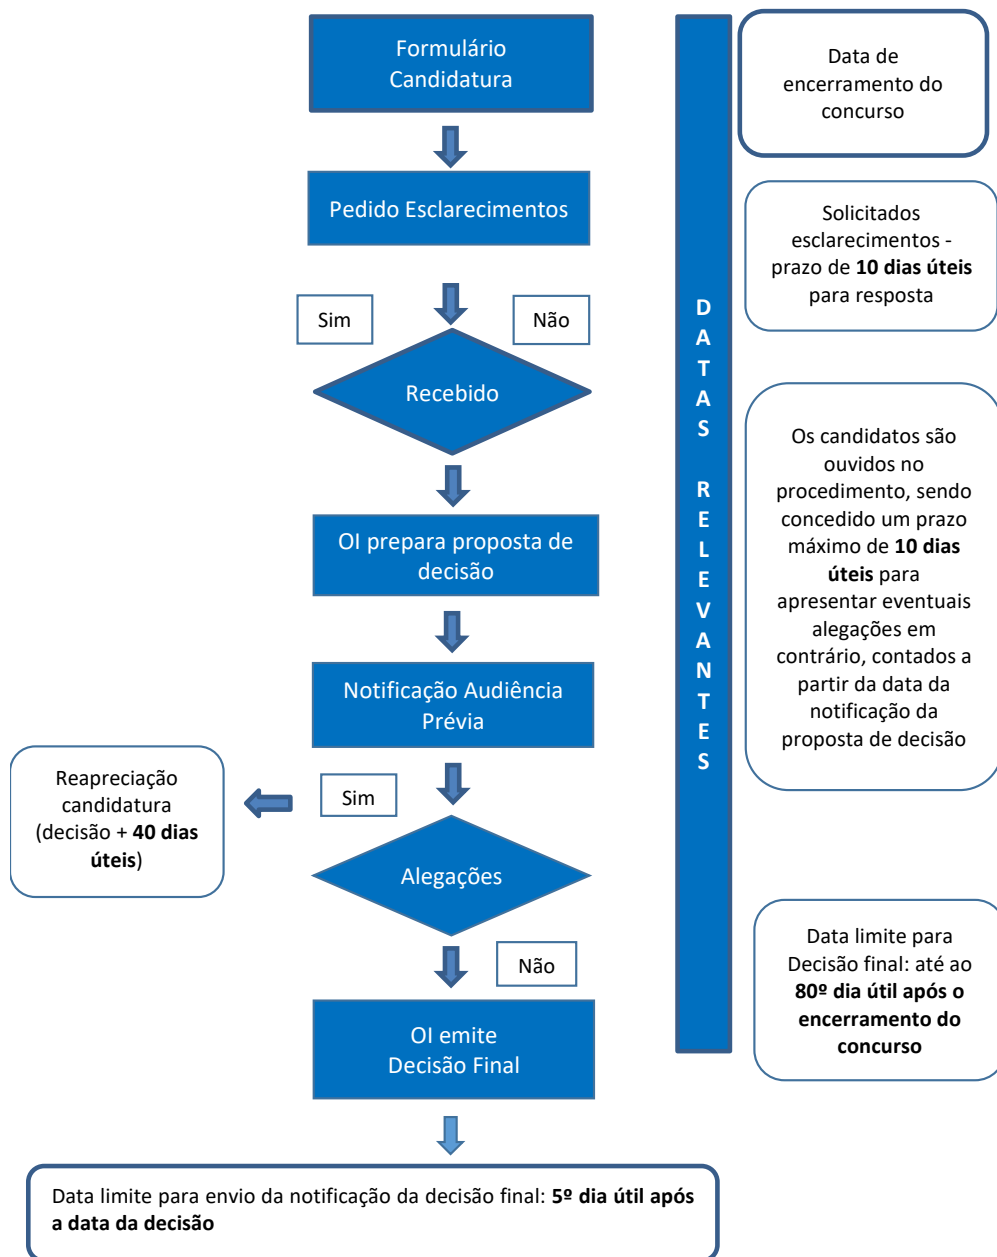 Formulário
Candidatura
Data de
encerramento do
concurso
Pedido Esclarecimentos
Solicitados
esclarecimentos -
prazo de 10 dias úteis
para resposta
Sim
Não
Recebido
DATAS RELEVANTES
Os candidatos são
ouvidos no
procedimento, sendo
concedido um prazo
máximo de 10 dias
úteis para
apresentar eventuais
alegações em
contrário, contados a
partir da data da
notificação da
proposta de decisão
OI prepara proposta de
decisão
Notificação Audiência
Prévia
Reapreciação
candidatura
(decisão + 40 dias
úteis)
Sim
Alegações
Não
Data limite para
Decisão final: até ao
80º dia útil após o
encerramento do
concurso
OI emite
Decisão Final
Data limite para envio da notificação da decisão final: 5º dia útil após
a data da decisão